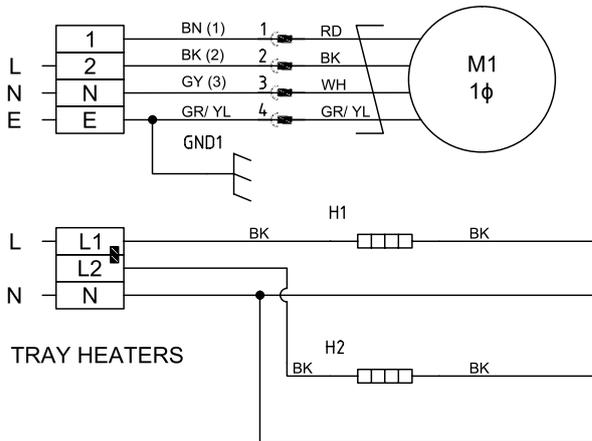 1 BN (1) 1 RD
L 2 BK (2) 2 BK
N N GY (3) 3 WH
E E GR/ YL 4 GR/ YL
M1
1ϕ
GND1
H1
L L1 BK BK
L2
N N
H2
TRAY HEATERS
BK BK